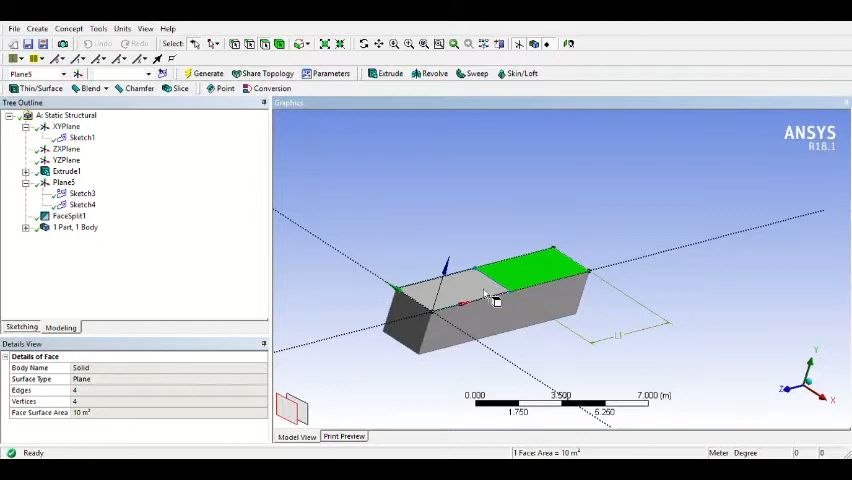 File Create Concept Tools Units View Help
Undo Redo Select:
Plane5 Generate Share Topology Parameters Extrude Revolve Sweep Skin/Loft
Thin/Surface Blend Chamfer Slice Point Conversion
Tree Outline
A: Static Structural
XYPlane
Sketch1
ZXPlane
YZPlane
Extrude1
Plane5
Sketch3
Sketch4
FaceSplit1
1 Part, 1 Body
Sketching Modeling
Details View
Details of Face
Body Name Solid
Surface Type Plane
Edges 4
Vertices 4
Face Surface Area 10 m²
Graphics
ANSYS
R18.1
L1
0.000 3.500 7.000 (m)
1.750 5.250
Y
Z
X
Model View Print Preview
Ready 1 Face: Area = 10 m² Meter Degree 0 0